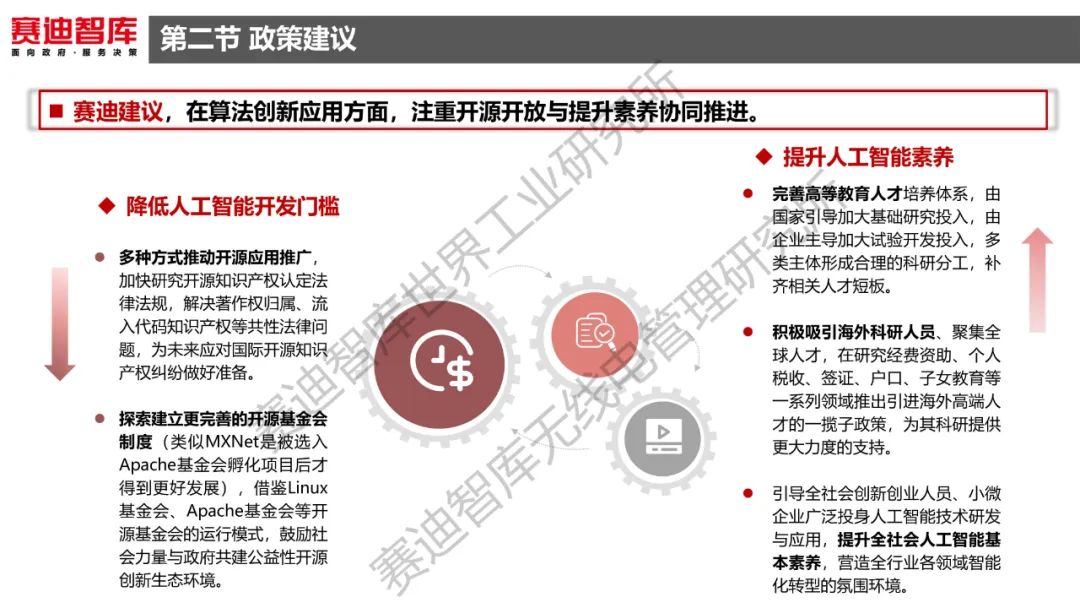 赛迪智库
面向政府·服务决策
第二节 政策建议
■ 赛迪建议，在算法创新应用方面，注重开源开放与提升素养协同推进。
◆ 降低人工智能开发门槛
● 多种方式推动开源应用推广，
加快研究开源知识产权认定法
律法规，解决著作权归属、流
入代码知识产权等共性法律问
题，为未来应对国际开源知识
产权纠纷做好准备。
● 探索建立更完善的开源基金会
制度（类似MXNet是被选入
Apache基金会孵化项目后才
得到更好发展），借鉴Linux
基金会、Apache基金会等开
源基金会的运行模式，鼓励社
会力量与政府共建公益性开源
创新生态环境。
◆ 提升人工智能素养
● 完善高等教育人才培养体系，由
国家引导加大基础研究投入，由
企业主导加大试验开发投入，多
类主体形成合理的科研分工，补
齐相关人才短板。
● 积极吸引海外科研人员、聚集全
球人才，在研究经费资助、个人
税收、签证、户口、子女教育等
一系列领域推出引进海外高端人
才的一揽子政策，为其科研提供
更大力度的支持。
● 引导全社会创新创业人员、小微
企业广泛投身人工智能技术研发
与应用，提升全社会人工智能基
本素养，营造全行业各领域智能
化转型的氛围环境。
$
赛迪智库世界工业研究所
赛迪智库无线电管理研究所